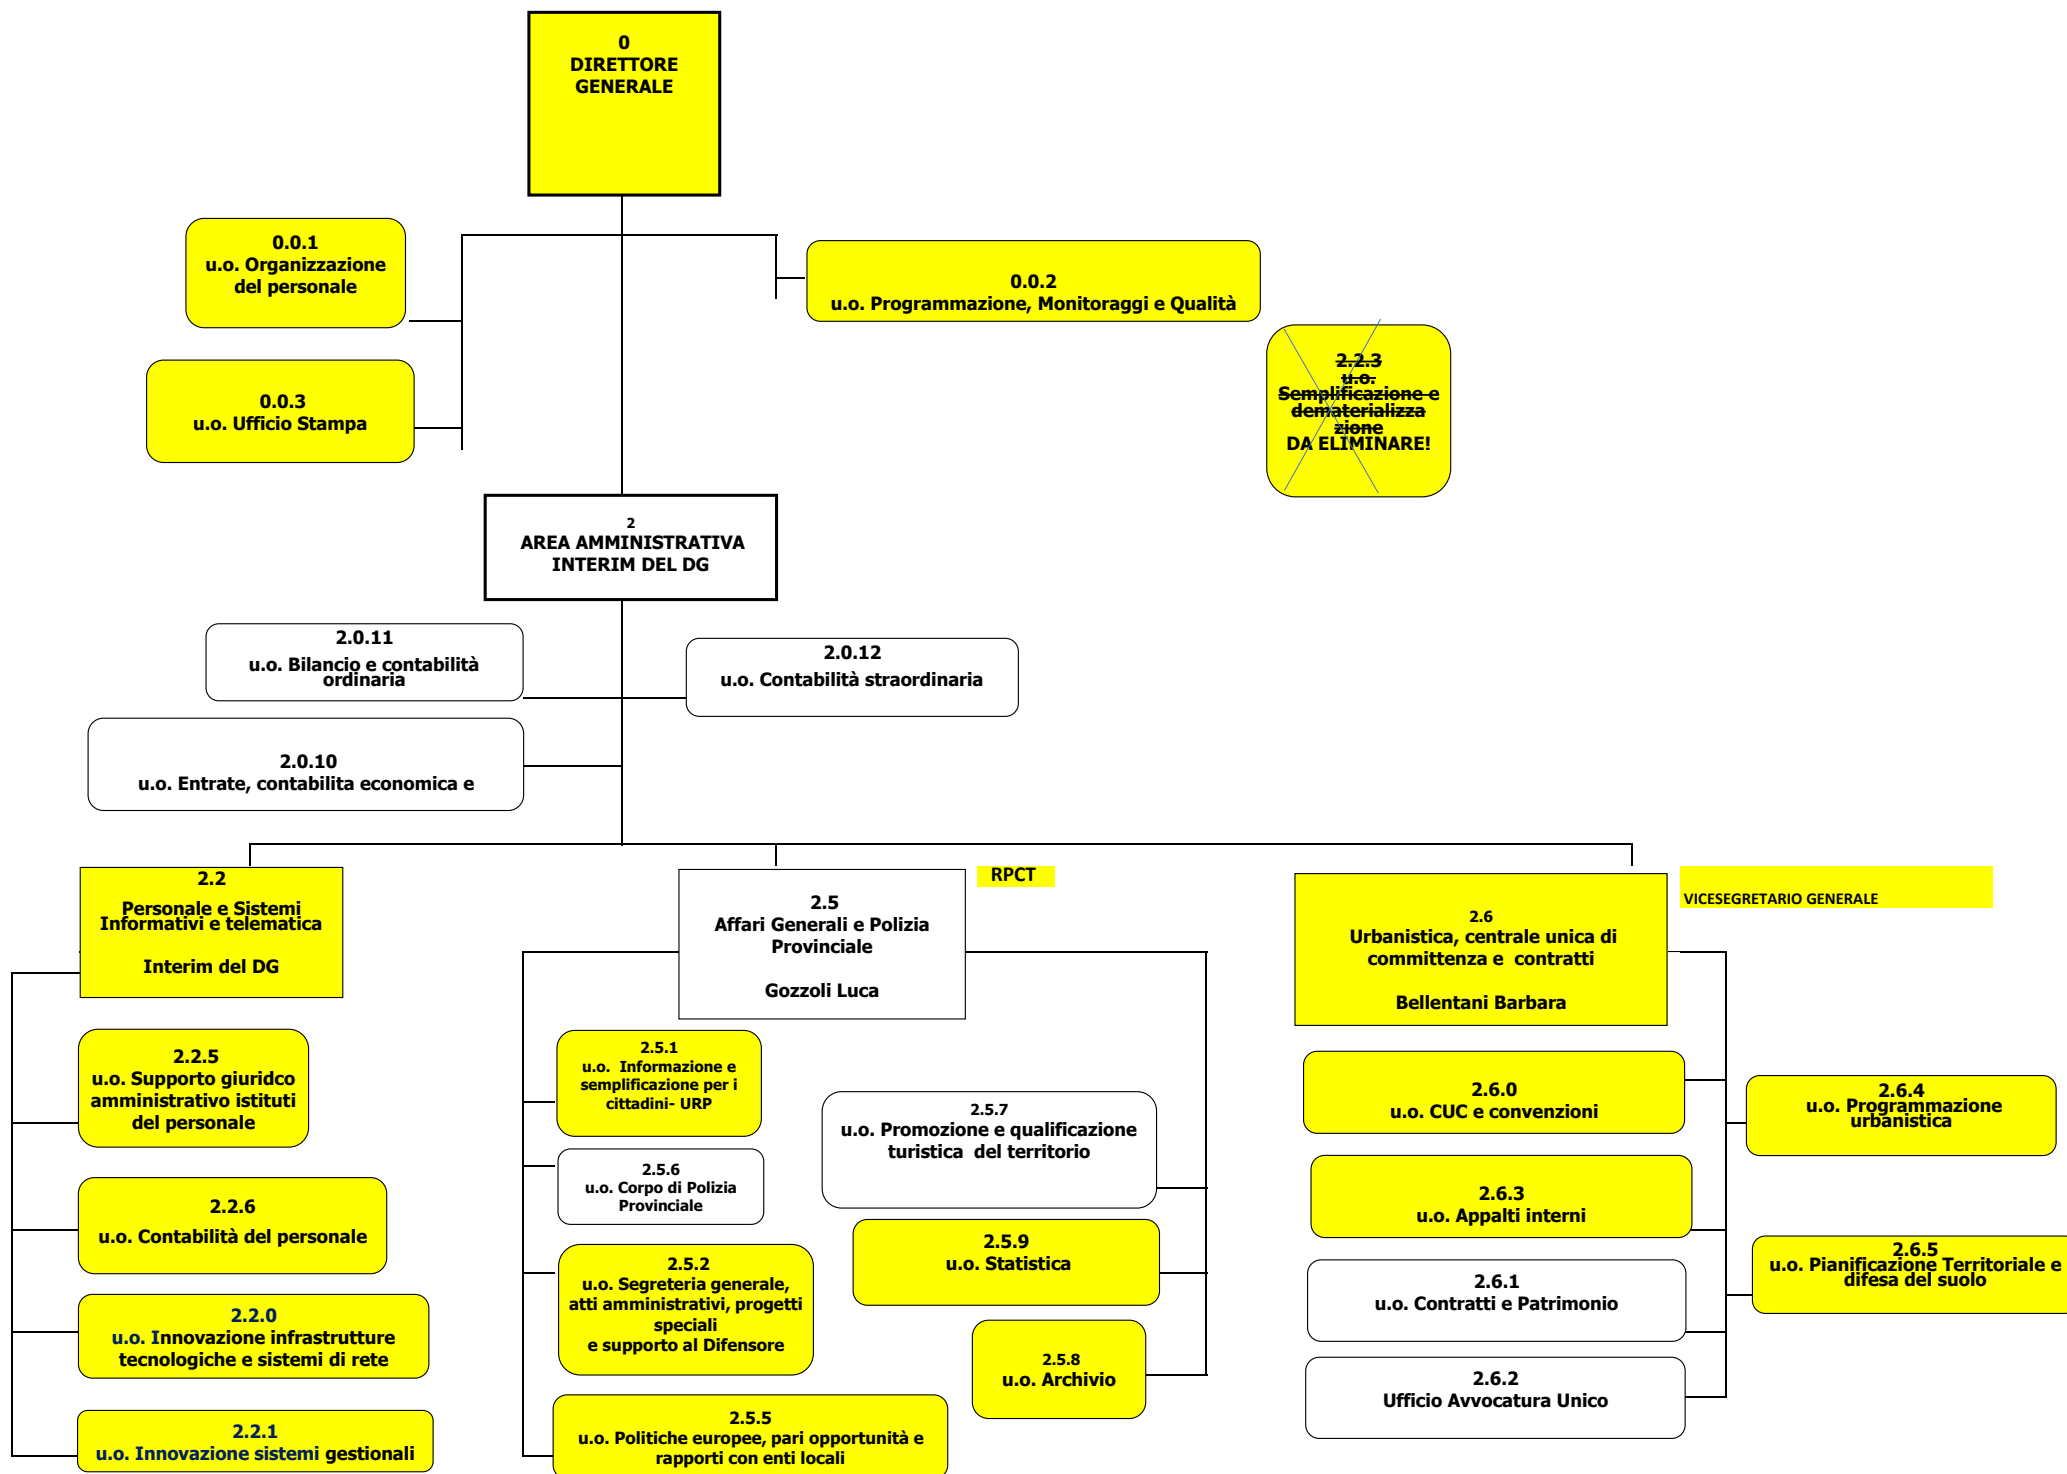 0
DIRETTORE
GENERALE
0.0.1
u.o. Organizzazione
del personale
0.0.2
u.o. Programmazione, Monitoraggi e Qualità
0.0.3
u.o. Ufficio Stampa
2.2.3
u.o.
Semplificazione e
dematerializza
zione
DA ELIMINARE!
2
AREA AMMINISTRATIVA
INTERIM DEL DG
2.0.11
u.o. Bilancio e contabilità
ordinaria
2.0.12
u.o. Contabilità straordinaria
2.0.10
u.o. Entrate, contabilita economica e
2.2
Personale e Sistemi
Informativi e telematica
Interim del DG
2.2.5
u.o. Supporto giuridco
amministrativo istituti
del personale
2.2.6
u.o. Contabilità del personale
2.2.0
u.o. Innovazione infrastrutture
tecnologiche e sistemi di rete
2.2.1
u.o. Innovazione sistemi gestionali
RPCT
2.5
Affari Generali e Polizia
Provinciale
Gozzoli Luca
2.5.1
u.o. Informazione e
semplificazione per i
cittadini- URP
2.5.6
u.o. Corpo di Polizia
Provinciale
2.5.2
u.o. Segreteria generale,
atti amministrativi, progetti
speciali
e supporto al Difensore
2.5.5
u.o. Politiche europee, pari opportunità e
rapporti con enti locali
2.5.7
u.o. Promozione e qualificazione
turistica del territorio
2.5.9
u.o. Statistica
2.5.8
u.o. Archivio
VICESEGRETARIO GENERALE
2.6
Urbanistica, centrale unica di
committenza e contratti
Bellentani Barbara
2.6.0
u.o. CUC e convenzioni
2.6.3
u.o. Appalti interni
2.6.1
u.o. Contratti e Patrimonio
2.6.2
Ufficio Avvocatura Unico
2.6.4
u.o. Programmazione
urbanistica
2.6.5
u.o. Pianificazione Territoriale e
difesa del suolo